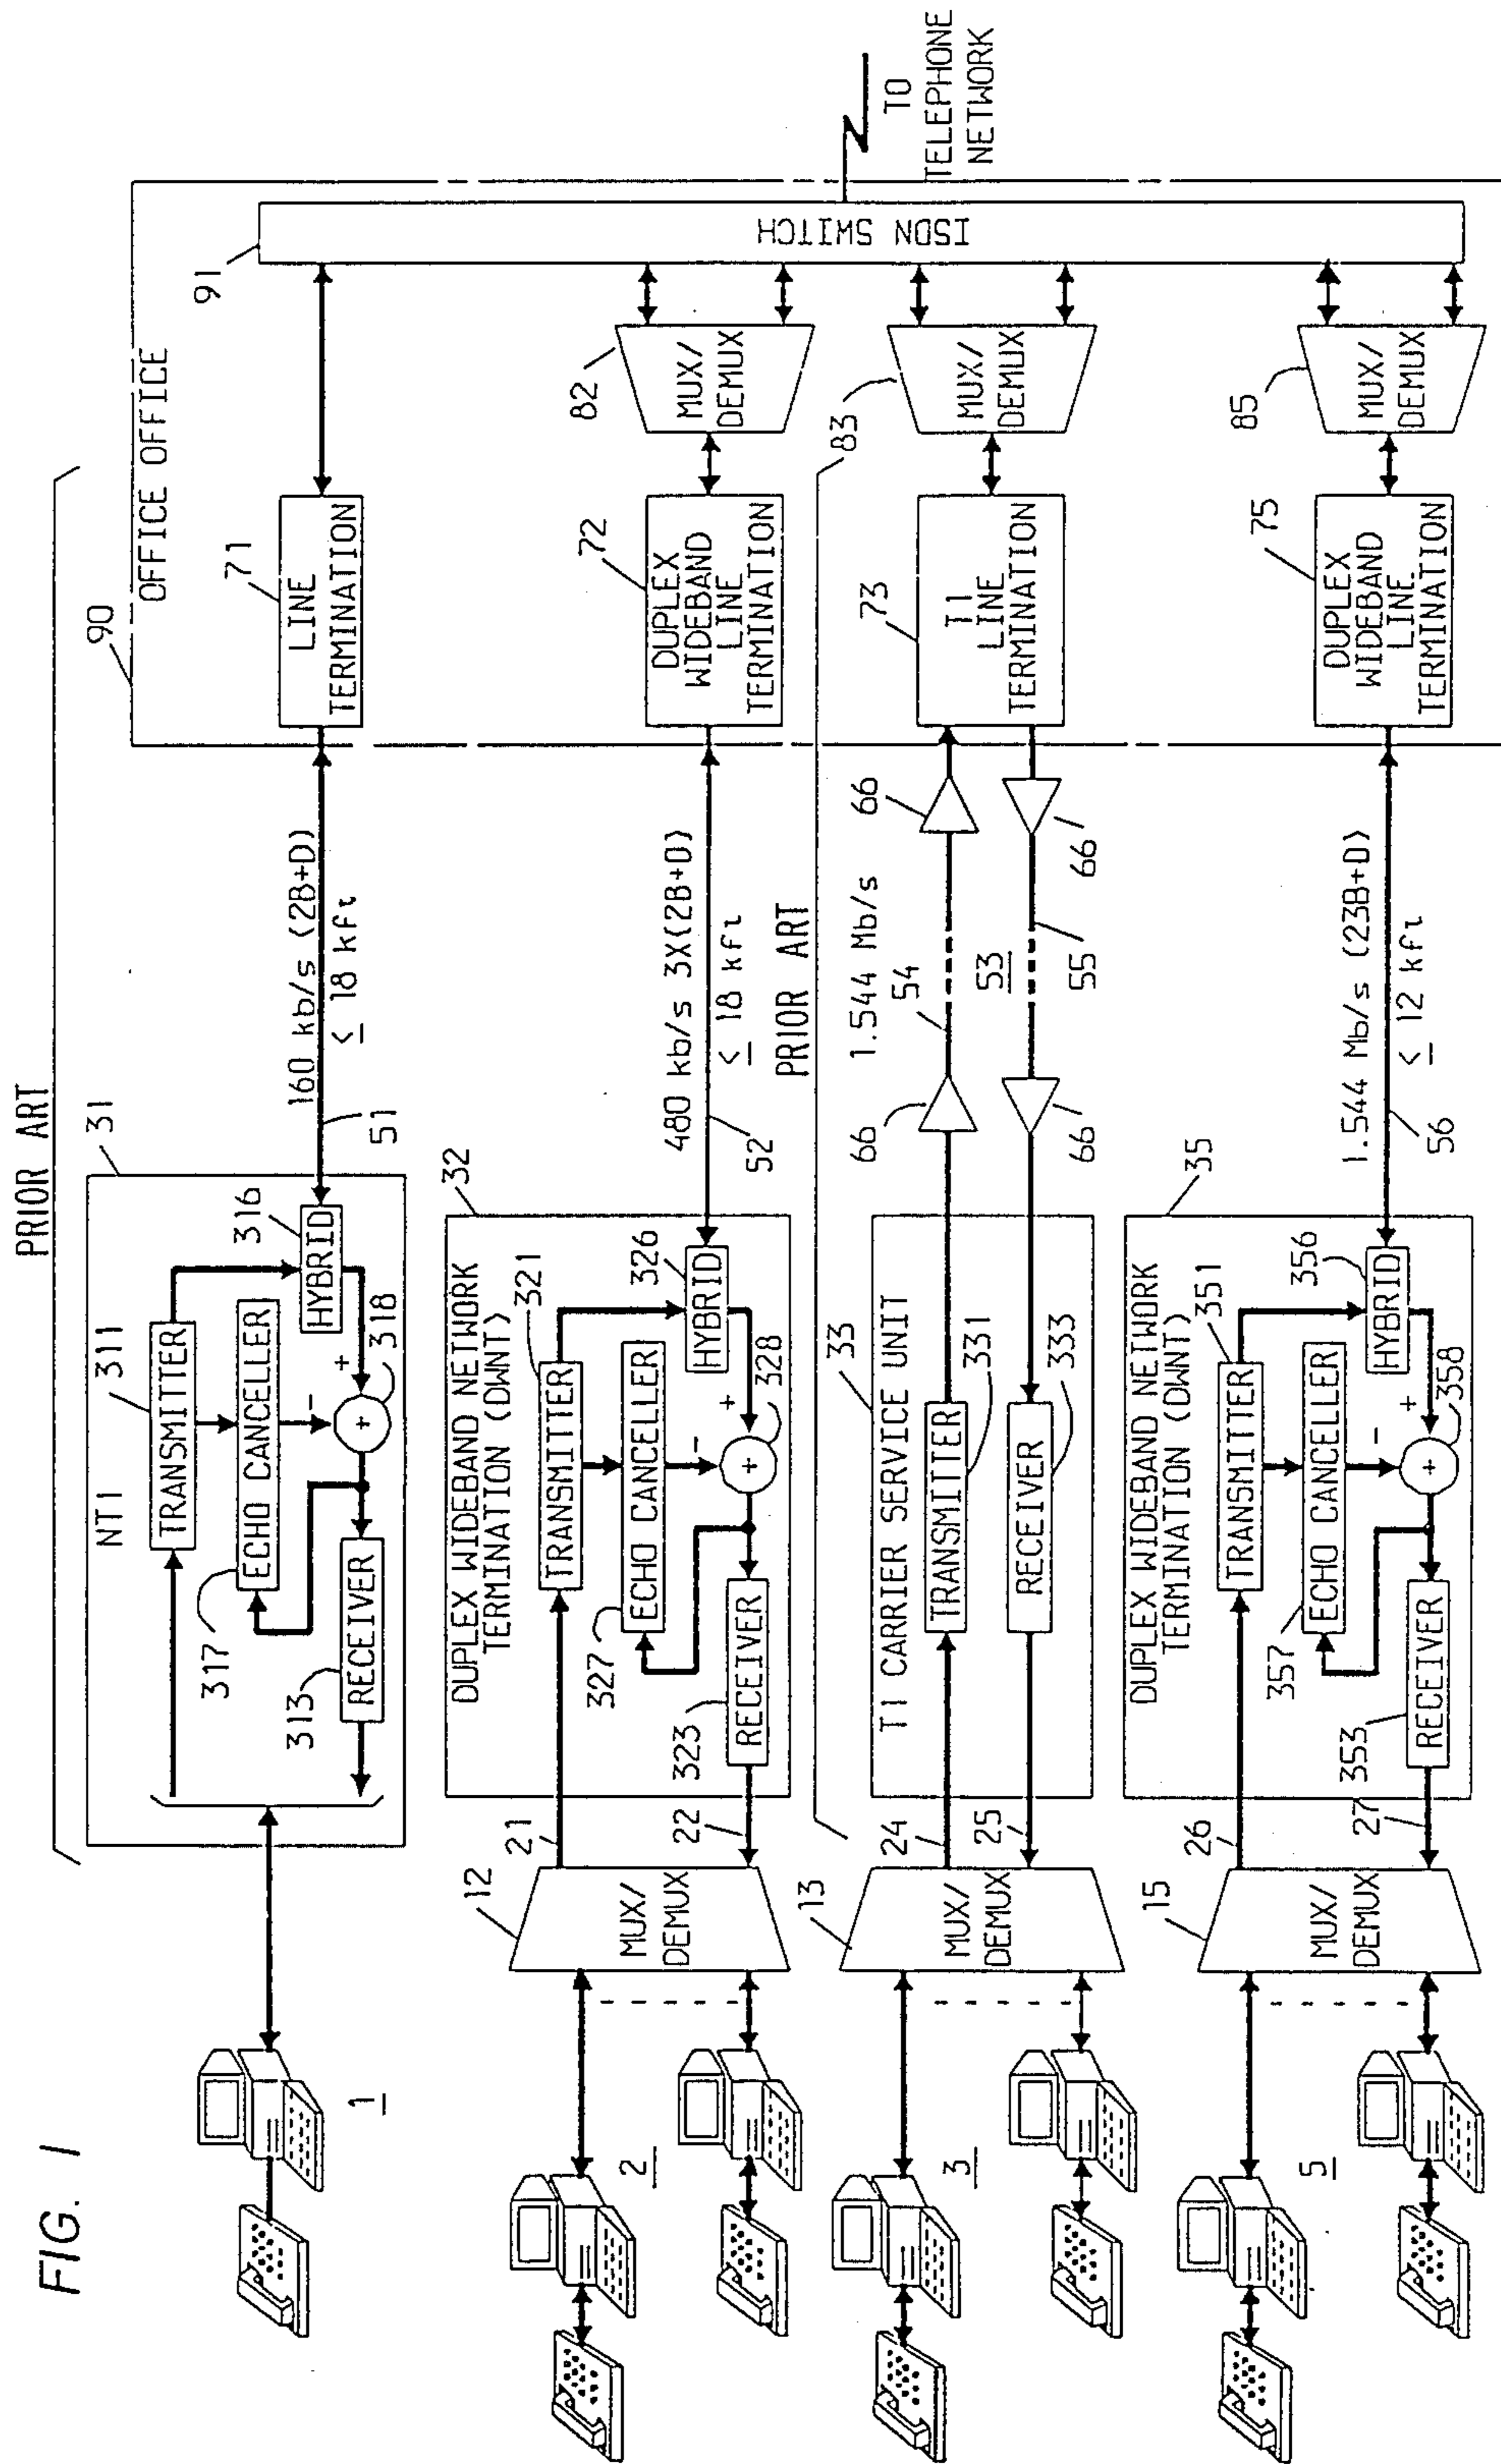 FIG. 1
PRIOR ART
90
OFFICE OFFICE
31
NT1
311
TRANSMITTER
316
HYBRID
317
ECHO CANCELLER
+
-
+
318
313
RECEIVER
160 kb/s (2B+D)
≤ 18 kft
51
71
LINE
TERMINATION
91
ISDN SWITCH
TO
TELEPHONE
NETWORK
1
2
12
MUX/
DEMUX
21
22
32
DUPLEX WIDEBAND NETWORK
TERMINATION (DWNT)
321
TRANSMITTER
326
HYBRID
327
ECHO CANCELLER
+
-
+
328
323
RECEIVER
480 kb/s 3X(2B+D)
≤ 18 kft
52
72
DUPLEX
WIDEBAND
LINE
TERMINATION
82
MUX/
DEMUX
PRIOR ART
3
13
MUX/
DEMUX
24
25
33
T1 CARRIER SERVICE UNIT
TRANSMITTER
331
RECEIVER
333
66
66
1.544 Mb/s
54
53
55
66
66
73
T1
LINE
TERMINATION
83
MUX/
DEMUX
5
15
MUX/
DEMUX
26
27
35
DUPLEX WIDEBAND NETWORK
TERMINATION (DWNT)
351
TRANSMITTER
356
HYBRID
357
ECHO CANCELLER
+
-
+
358
353
RECEIVER
1.544 Mb/s (23B+D)
≤ 12 kft
56
75
DUPLEX
WIDEBAND
LINE
TERMINATION
85
MUX/
DEMUX